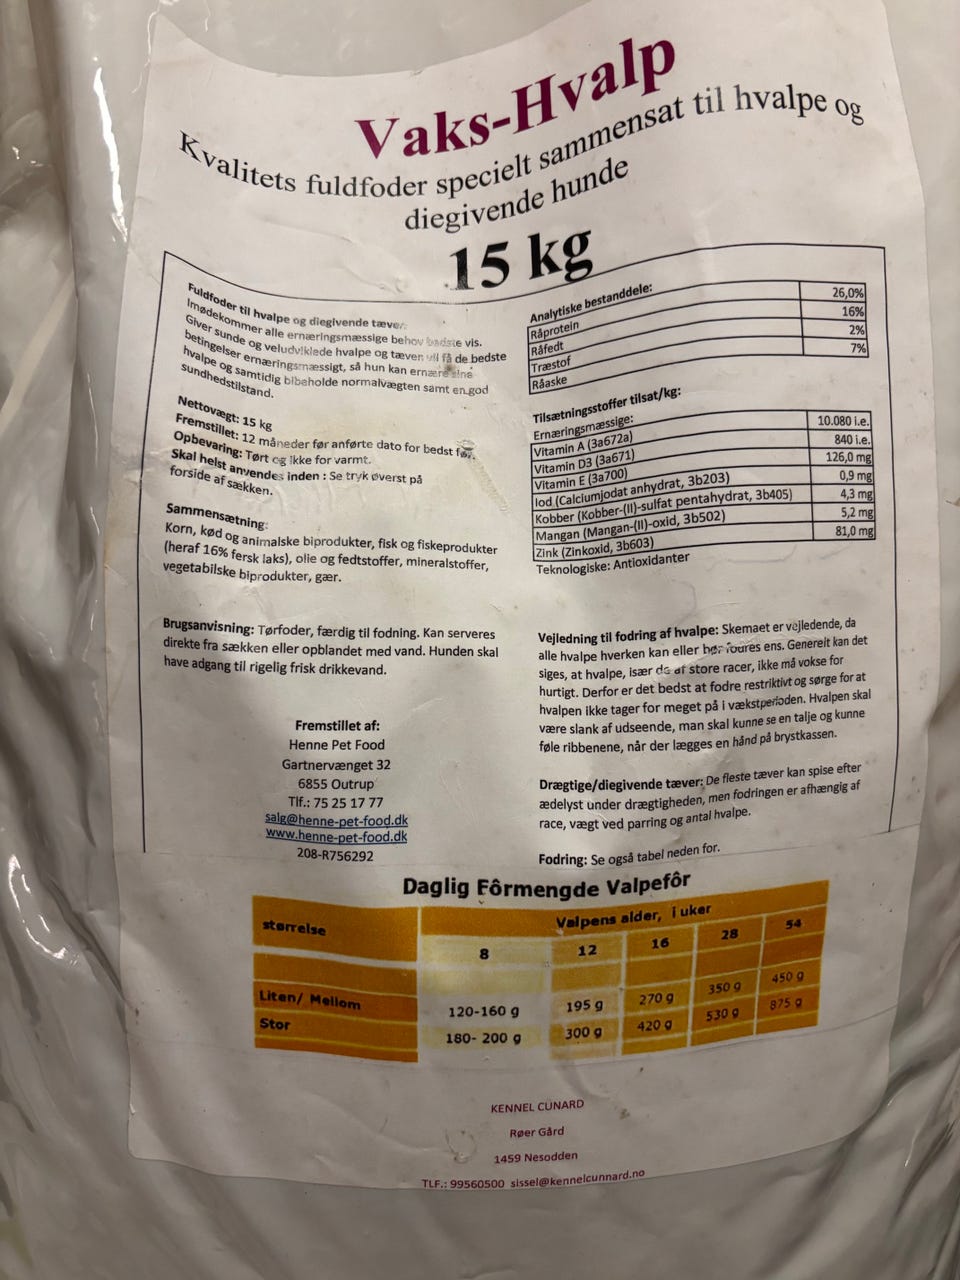 Vaks-Hvalp
Kvalitets fuldfoder specielt sammensat til hvalpe og
diegivende hunde
15 kg
Fuldfoder til hvalpe og diegivende tæver.
Imødekommer alle ernæringsmæssige behov bedste vis.
Giver sunde og veludviklede hvalpe og tæven vil få de bedste
betingelser ernæringsmæssigt, så hun kan ernære sine
hvalpe og samtidig bibeholde normalvægten samt en god
sundhedstilstand.
Nettovægt: 15 kg
Fremstillet: 12 måneder før anførte dato for bedst før.
Opbevaring: Tørt og ikke for varmt.
Skal helst anvendes inden : Se tryk øverst på
forside af sækken.
Sammensætning:
Korn, kød og animalske biprodukter, fisk og fiskeprodukter
(heraf 16% fersk laks), olie og fedtstoffer, mineralstoffer,
vegetabilske biprodukter, gær.
Brugsanvisning: Tørfoder, færdig til fodning. Kan serveres
direkte fra sækken eller opblandet med vand. Hunden skal
have adgang til rigelig frisk drikkevand.
Fremstillet af:
Henne Pet Food
Gartnervænget 32
6855 Outrup
Tlf.: 75 25 17 77
salg@henne-pet-food.dk
www.henne-pet-food.dk
208-R756292
Analytiske bestanddele:
Råprotein 26,0%
Råfedt 16%
Træstof 2%
Råaske 7%
Tilsætningsstoffer tilsat/kg:
Ernæringsmæssige:
Vitamin A (3a672a) 10.080 i.e.
Vitamin D3 (3a671) 840 i.e.
Vitamin E (3a700) 126,0 mg
Iod (Calciumjodat anhydrat, 3b203) 0,9 mg
Kobber (Kobber-(II)-sulfat pentahydrat, 3b405) 4,3 mg
Mangan (Mangan-(II)-oxid, 3b502) 5,2 mg
Zink (Zinkoxid, 3b603) 81,0 mg
Teknologiske: Antioxidanter
Vejledning til fodring af hvalpe: Skemaet er vejledende, da
alle hvalpe hverken kan eller bør foures ens. Generelt kan det
siges, at hvalpe, især de af store racer, ikke må vokse for
hurtigt. Derfor er det bedst at fodre restriktivt og sørge for at
hvalpen ikke tager for meget på i vækstperioden. Hvalpen skal
være slank af udseende, man skal kunne se en talje og kunne
føle ribbenene, når der lægges en hånd på brystkassen.
Drægtige/diegivende tæver: De fleste tæver kan spise efter
ædelyst under drægtigheden, men fodringen er afhængig af
race, vægt ved parring og antal hvalpe.
Fodring: Se også tabel neden for.
Daglig Fôrmengde Valpefôr
størrelse Valpens alder, i uker
8 12 16 28 54
Liten/ Mellom 120-160 g 195 g 270 g 350 g 450 g
Stor 180- 200 g 300 g 420 g 530 g 875 g
KENNEL CUNARD
Røer Gård
1459 Nesodden
TLF.: 99560500 sissel@kennelcunnard.no